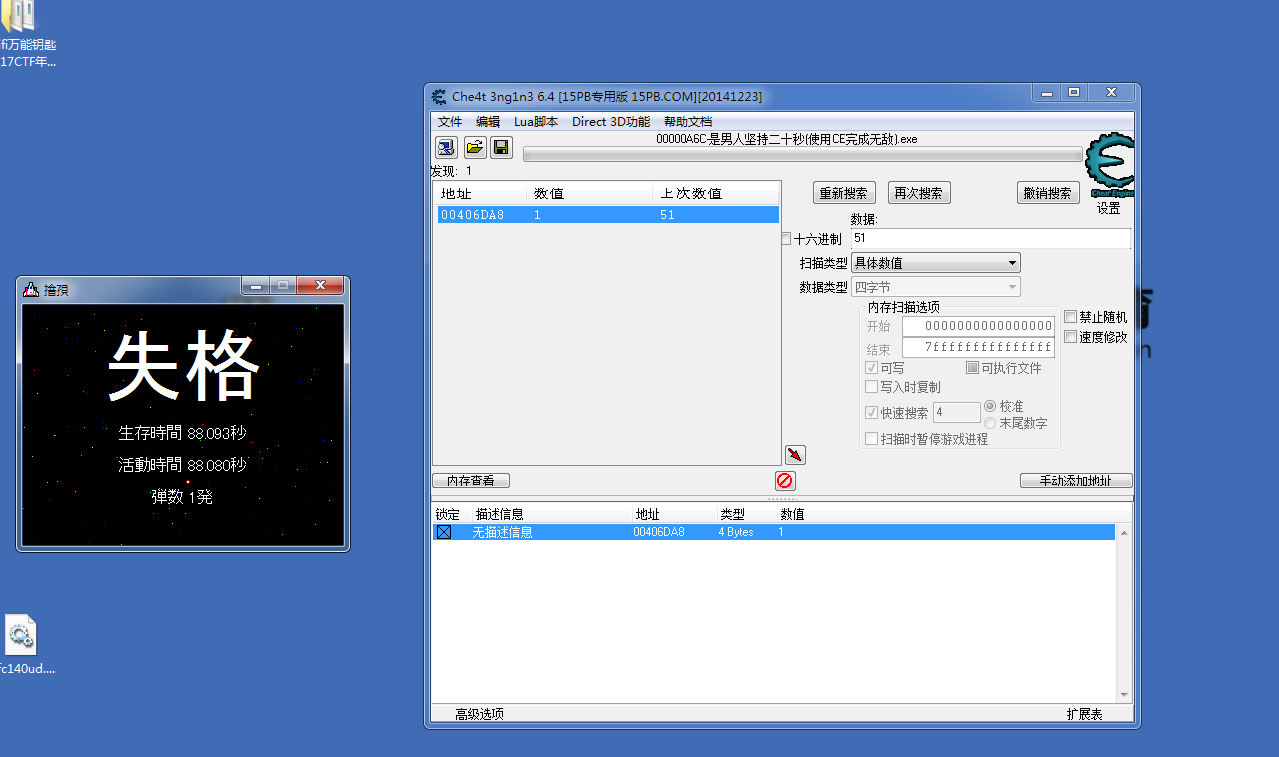 fi万能钥匙
17CTF年...
Che4t 3ng1n3 6.4 [15PB专用版 15PB.COM][20141223]
文件 编辑 Lua脚本 Direct 3D功能 帮助文档
00000A6C-是男人坚持二十秒(使用CE完成无敌).exe
Cheat Engine
发现: 1
地址 数值 上次数值
00406DA8 1 51
重新搜索 再次搜索 撤销搜索
设置
数据:
十六进制 51
扫描类型 具体数值
数据类型 四字节
内存扫描选项
开始 0000000000000000
结束 7fffffffffffffff
禁止随机
速度修改
可写 可执行文件
写入时复制
快速搜索 4 校准
末尾数字
扫描时暂停游戏进程
内存查看 手动添加地址
锁定 描述信息 地址 类型 数值
无描述信息 00406DA8 4 Bytes 1
高级选项 扩展表
失格
生存時間 88.093秒
活動時間 88.080秒
弾数 1発
fc140ud....